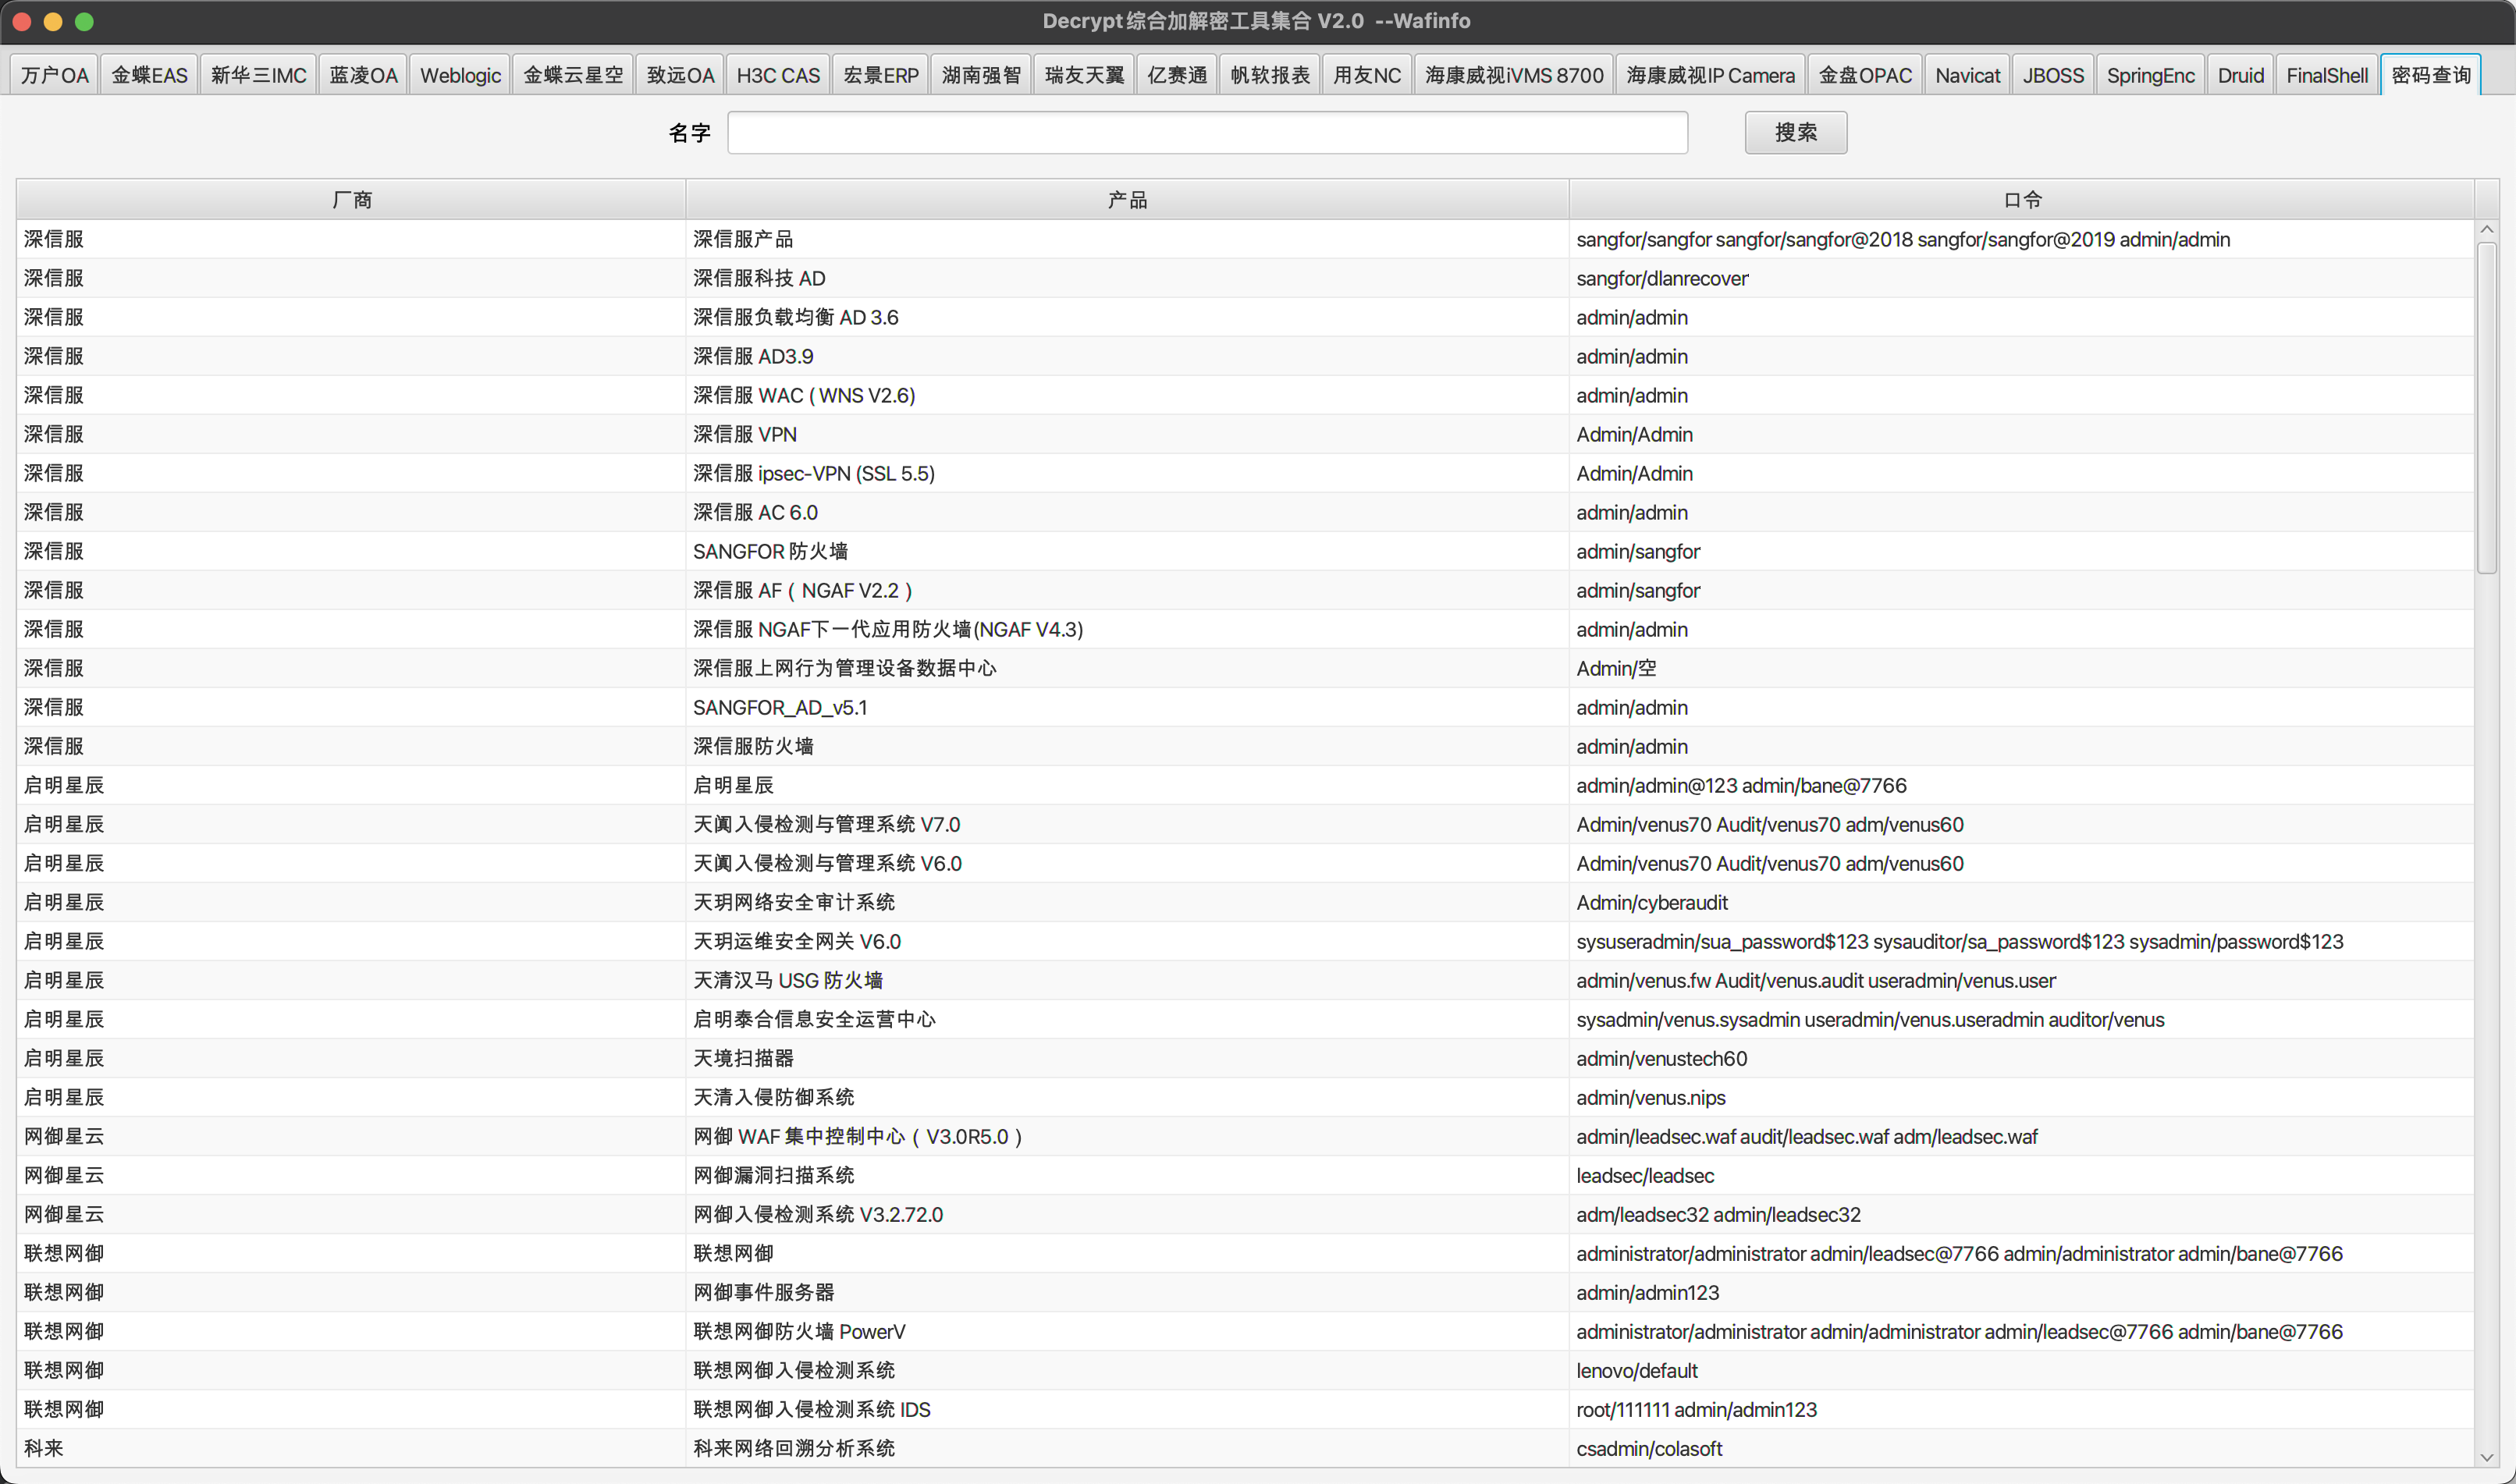 Decrypt综合加解密工具集合 V2.0 --Wafinfo
万户OA 金蝶EAS 新华三IMC 蓝凌OA Weblogic 金蝶云星空 致远OA H3C CAS 宏景ERP 湖南强智 瑞友天翼 亿赛通 帆软报表 用友NC 海康威视iVMS 8700 海康威视IP Camera 金盘OPAC Navicat JBOSS SpringEnc Druid FinalShell 密码查询
名字 搜索
厂商 产品 口令
深信服 深信服产品 sangfor/sangfor sangfor/sangfor@2018 sangfor/sangfor@2019 admin/admin
深信服 深信服科技 AD sangfor/dlanrecover
深信服 深信服负载均衡 AD 3.6 admin/admin
深信服 深信服 AD3.9 admin/admin
深信服 深信服 WAC ( WNS V2.6) admin/admin
深信服 深信服 VPN Admin/Admin
深信服 深信服 ipsec-VPN (SSL 5.5) Admin/Admin
深信服 深信服 AC 6.0 admin/admin
深信服 SANGFOR 防火墙 admin/sangfor
深信服 深信服 AF ( NGAF V2.2 ) admin/sangfor
深信服 深信服 NGAF下一代应用防火墙(NGAF V4.3) admin/admin
深信服 深信服上网行为管理设备数据中心 Admin/空
深信服 SANGFOR_AD_v5.1 admin/admin
深信服 深信服防火墙 admin/admin
启明星辰 启明星辰 admin/admin@123 admin/bane@7766
启明星辰 天阗入侵检测与管理系统 V7.0 Admin/venus70 Audit/venus70 adm/venus60
启明星辰 天阗入侵检测与管理系统 V6.0 Admin/venus70 Audit/venus70 adm/venus60
启明星辰 天玥网络安全审计系统 Admin/cyberaudit
启明星辰 天玥运维安全网关 V6.0 sysuseradmin/sua_password$123 sysauditor/sa_password$123 sysadmin/password$123
启明星辰 天清汉马 USG 防火墙 admin/venus.fw Audit/venus.audit useradmin/venus.user
启明星辰 启明泰合信息安全运营中心 sysadmin/venus.sysadmin useradmin/venus.useradmin auditor/venus
启明星辰 天境扫描器 admin/venustech60
启明星辰 天清入侵防御系统 admin/venus.nips
网御星云 网御 WAF 集中控制中心 ( V3.0R5.0 ) admin/leadsec.waf audit/leadsec.waf adm/leadsec.waf
网御星云 网御漏洞扫描系统 leadsec/leadsec
网御星云 网御入侵检测系统 V3.2.72.0 adm/leadsec32 admin/leadsec32
联想网御 联想网御 administrator/administrator admin/leadsec@7766 admin/administrator admin/bane@7766
联想网御 网御事件服务器 admin/admin123
联想网御 联想网御防火墙 PowerV administrator/administrator admin/administrator admin/leadsec@7766 admin/bane@7766
联想网御 联想网御入侵检测系统 lenovo/default
联想网御 联想网御入侵检测系统 IDS root/111111 admin/admin123
科来 科来网络回溯分析系统 csadmin/colasoft